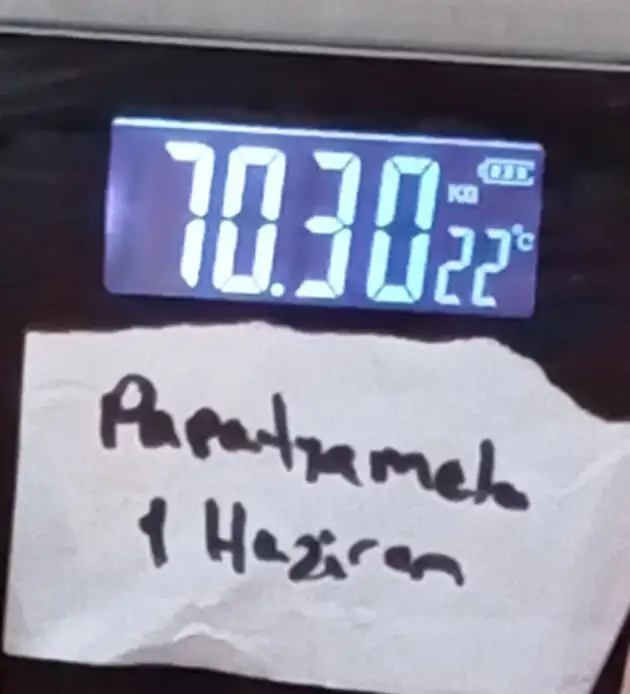 70.30 KG
22°C
Papatyamela
1 Haziran